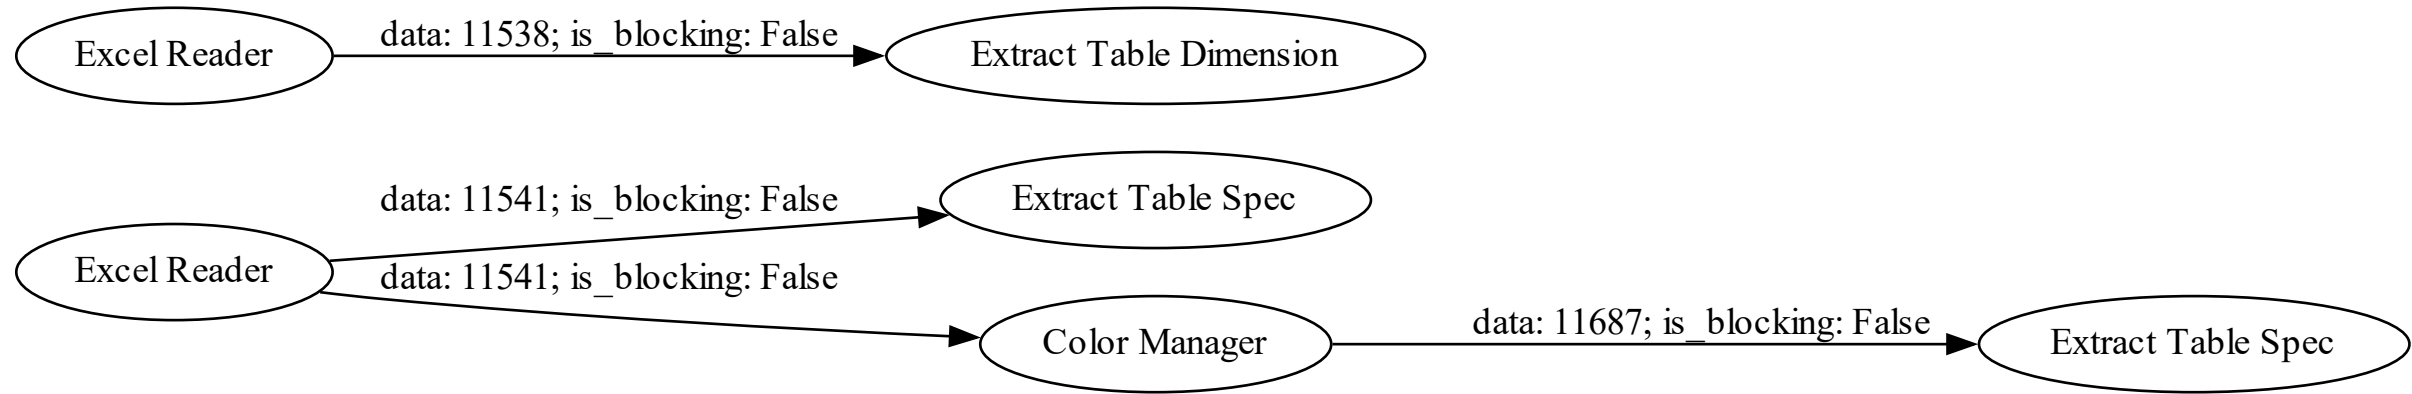 Excel Reader
data: 11538; is_blocking: False
Extract Table Dimension
data: 11541; is_blocking: False
Extract Table Spec
Excel Reader
data: 11541; is_blocking: False
Color Manager
data: 11687; is_blocking: False
Extract Table Spec